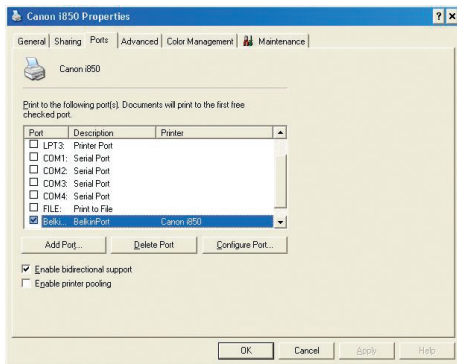 Canon i850 Properties
General Sharing Ports Advanced Color Management Maintenance
Canon i850
Print to the following port(s). Documents will print to the first free
checked port.
Port Description Printer
LPT3: Printer Port
COM1: Serial Port
COM2: Serial Port
COM3: Serial Port
COM4: Serial Port
FILE: Print to File
Belki... BelkinPort Canon i850
Add Port... Delete Port Configure Port...
Enable bidirectional support
Enable printer pooling
OK Cancel Apply Help